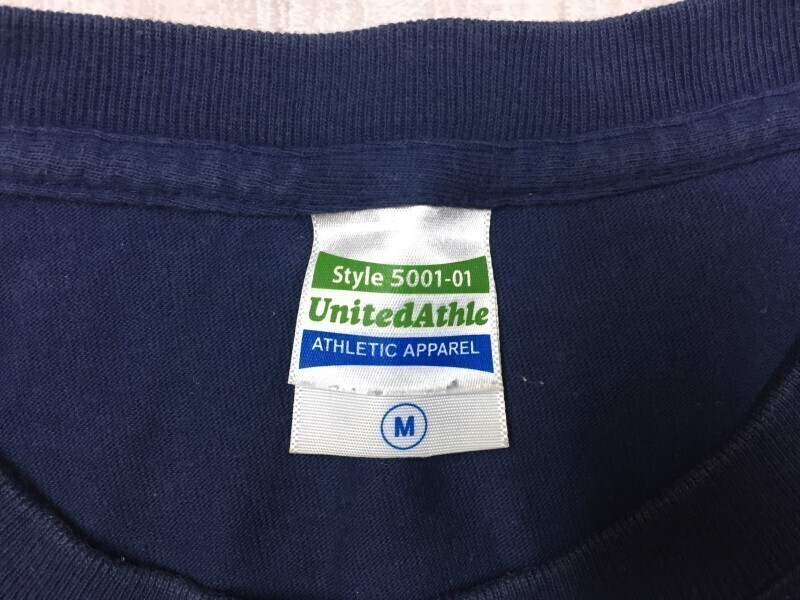 Style 5001-01
UnitedAthle
ATHLETIC APPAREL
M